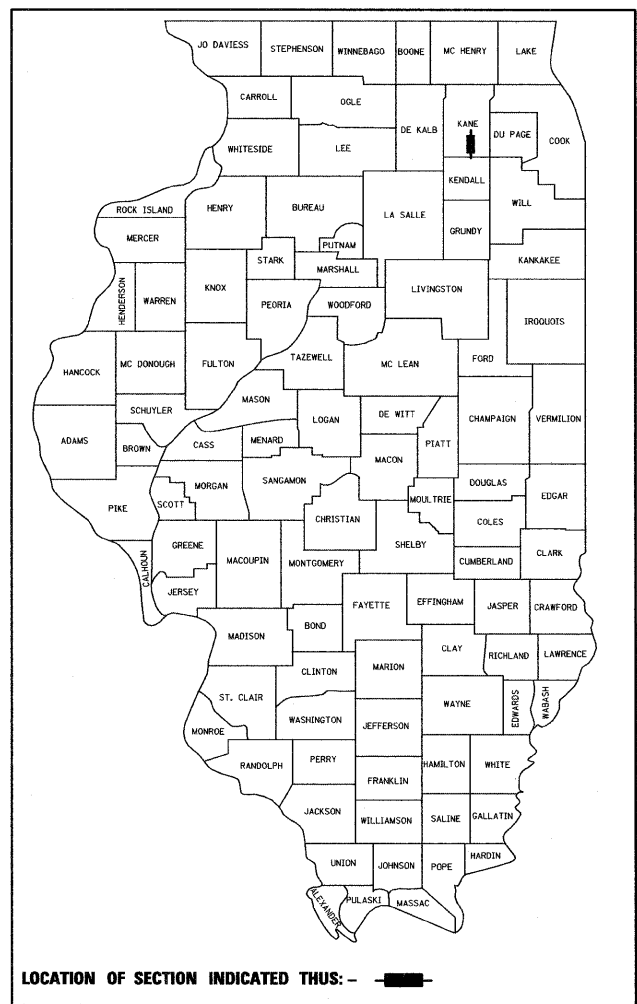 JO DAVIESS
STEPHENSON
WINNEBAGO
BOONE
MC HENRY
LAKE
CARROLL
OGLE
DE KALB
KANE
DU PAGE
COOK
WHITESIDE
LEE
KENDALL
WILL
ROCK ISLAND
HENRY
BUREAU
LA SALLE
GRUNDY
MERCER
PUTNAM
KANKAKEE
STARK
MARSHALL
HENDERSON
WARREN
KNOX
PEORIA
WOODFORD
LIVINGSTON
IROQUOIS
HANCOCK
MC DONOUGH
FULTON
TAZEWELL
MC LEAN
FORD
MASON
SCHUYLER
LOGAN
DE WITT
CHAMPAIGN
VERMILION
ADAMS
BROWN
CASS
MENARD
PIATT
MACON
MORGAN
SANGAMON
DOUGLAS
PIKE
SCOTT
MOULTRIE
EDGAR
CHRISTIAN
COLES
CALHOUN
GREENE
MACOUPIN
MONTGOMERY
SHELBY
CUMBERLAND
CLARK
JERSEY
FAYETTE
EFFINGHAM
JASPER
CRAWFORD
MADISON
BOND
CLAY
RICHLAND
LAWRENCE
CLINTON
MARION
ST. CLAIR
WAYNE
EDWARDS
WABASH
WASHINGTON
JEFFERSON
MONROE
RANDOLPH
PERRY
HAMILTON
WHITE
FRANKLIN
JACKSON
WILLIAMSON
SALINE
GALLATIN
UNION
JOHNSON
POPE
HARDIN
ALEXANDER
PULASKI
MASSAC
LOCATION OF SECTION INDICATED THUS: –